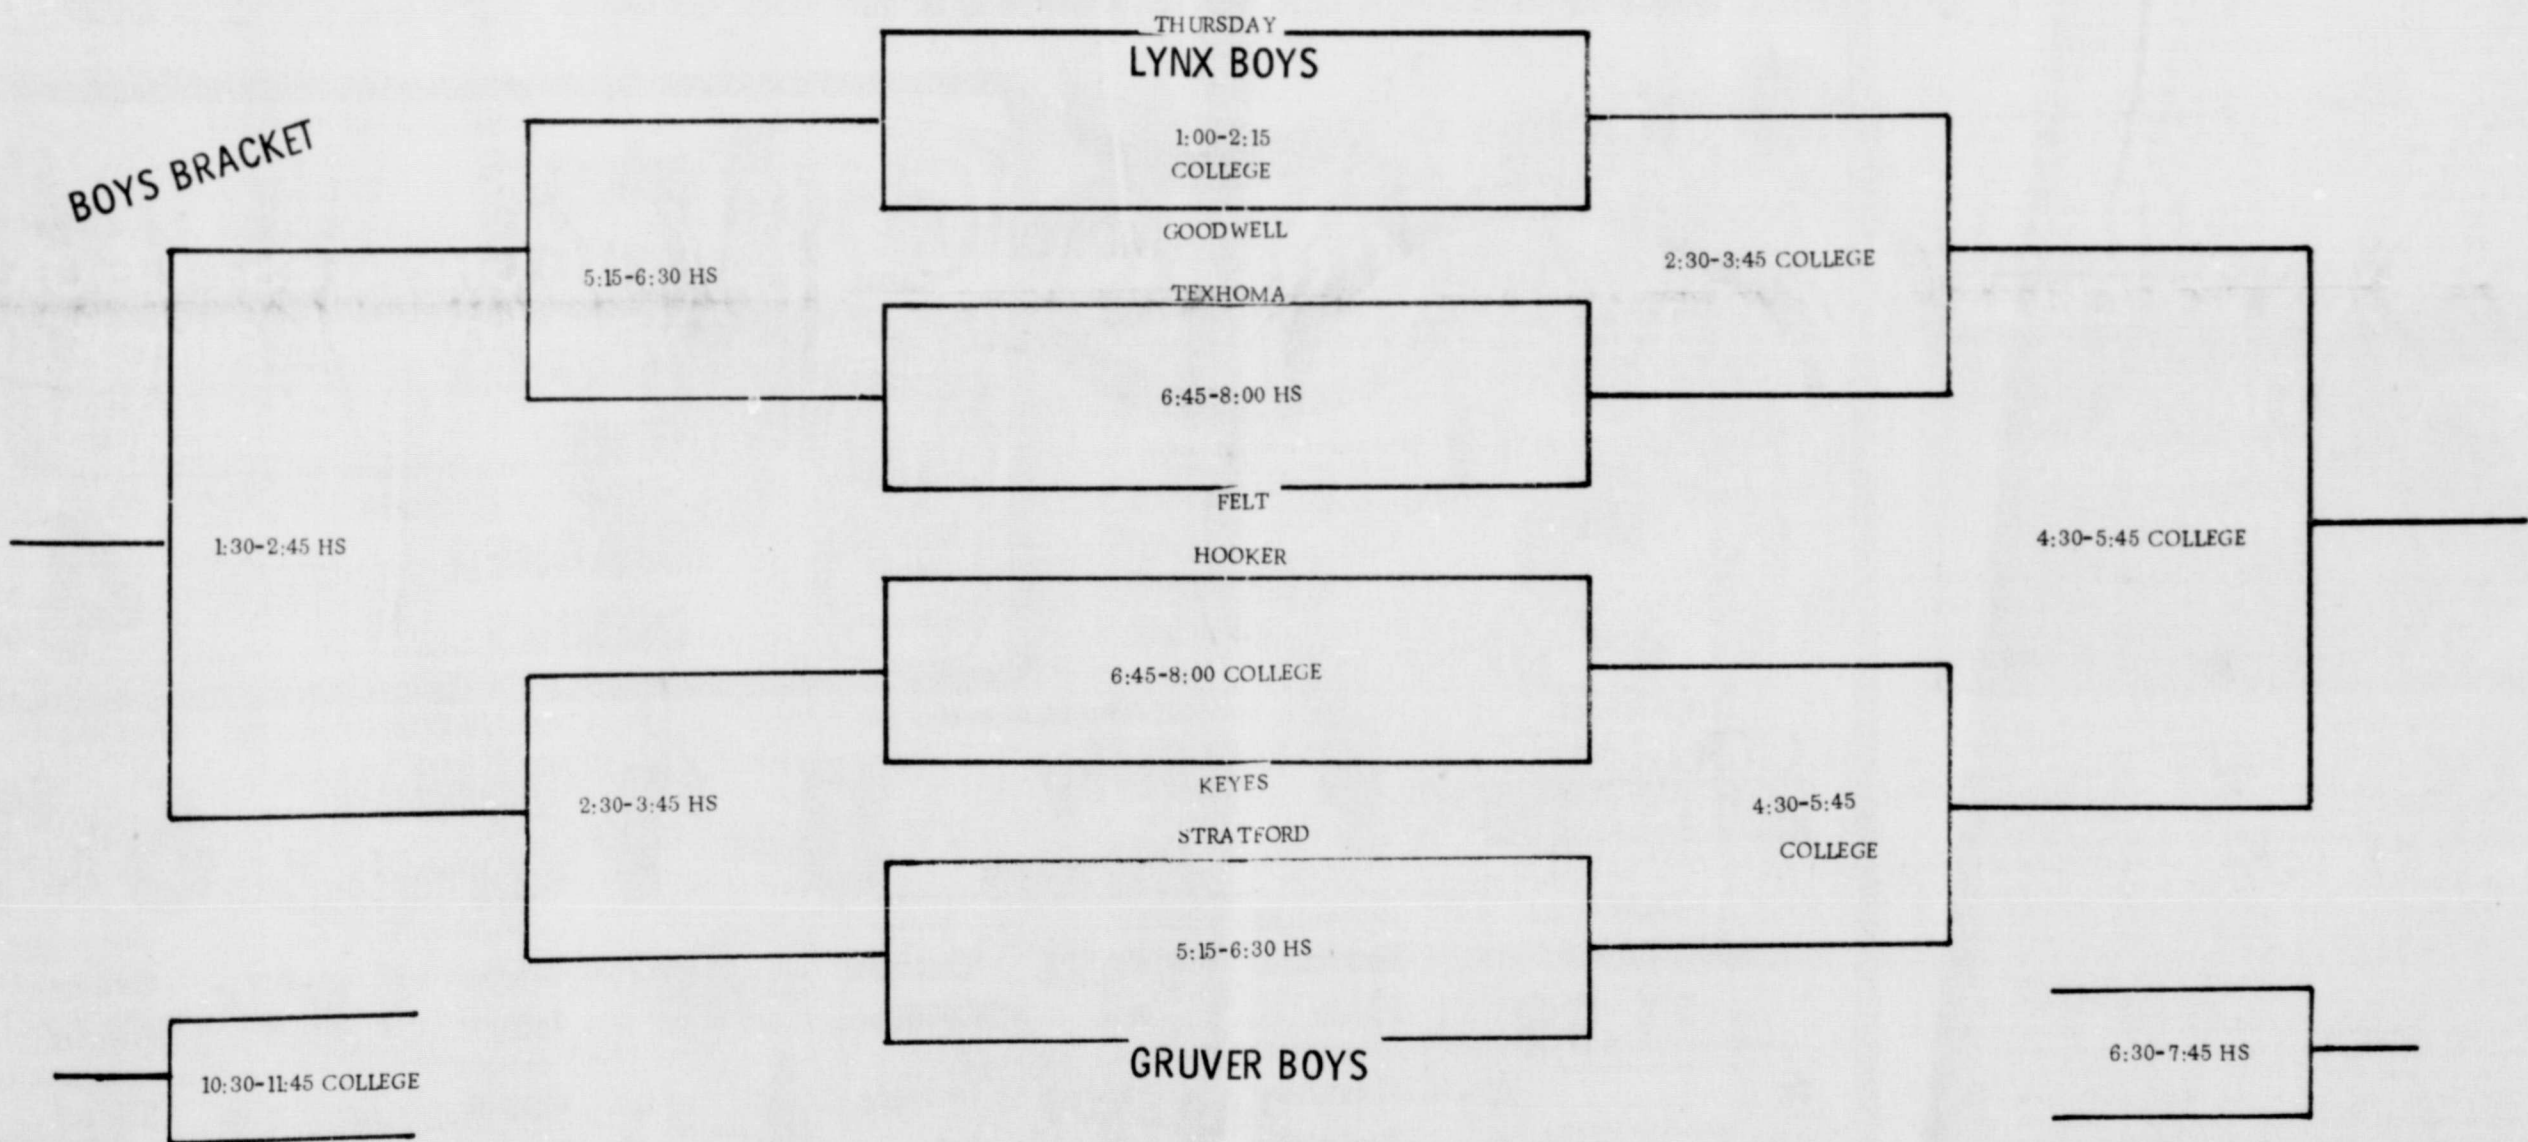 THURSDAY
LYNX BOYS
BOYS BRACKET
1:00-2:15
COLLEGE
GOODWELL
5:15-6:30 HS
2:30-3:45 COLLEGE
TEXHOMA
6:45-8:00 HS
FELT
1:30-2:45 HS
HOOKER
4:30-5:45 COLLEGE
6:45-8:00 COLLEGE
KEYES
2:30-3:45 HS
4:30-5:45
COLLEGE
STRATFORD
5:15-6:30 HS
GRUVER BOYS
10:30-11:45 COLLEGE
6:30-7:45 HS